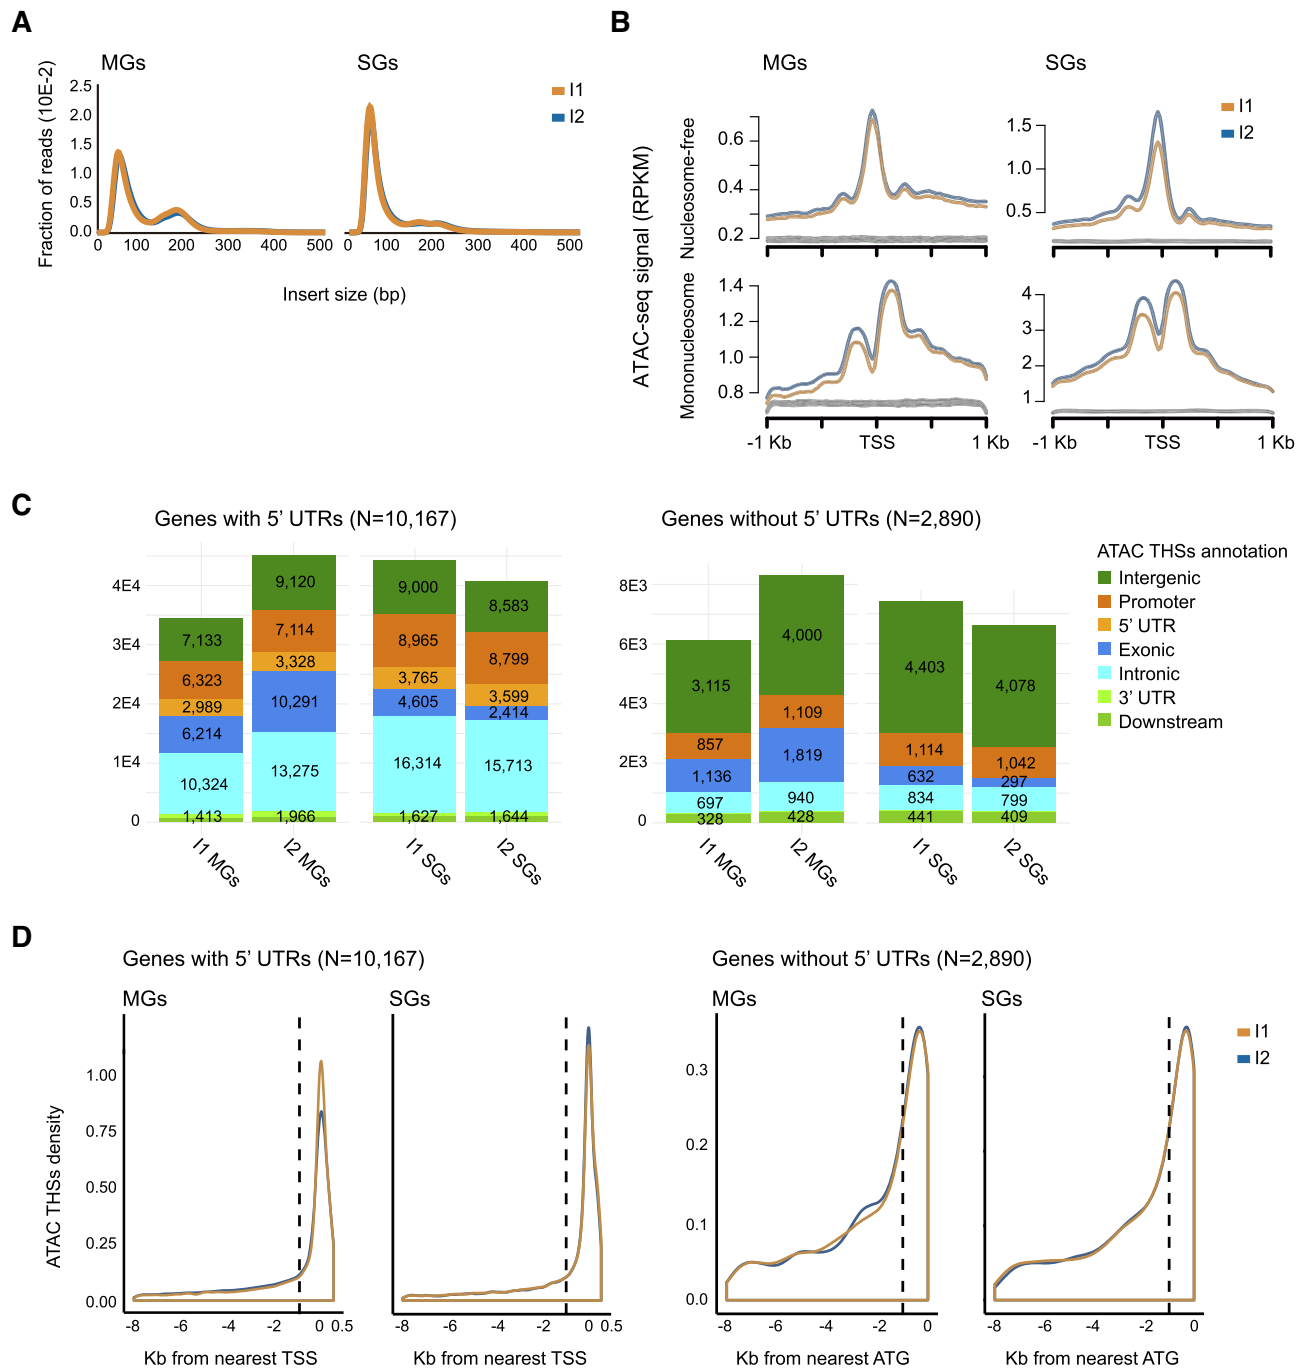 A
MGs
SGs
Fraction of reads (10E-2)
2.5
2.0
1.5
1.0
0.5
0.0
0 100 200 300 400 500
0 100 200 300 400 500
Insert size (bp)
I1
I2
B
MGs
SGs
I1
I2
ATAC-seq signal (RPKM)
Nucleosome-free
0.6
0.4
0.2
1.5
1.0
0.5
Mononucleosome
1.4
1.2
1.0
0.8
4
3
2
1
-1 Kb TSS 1 Kb
-1 Kb TSS 1 Kb
C
Genes with 5’ UTRs (N=10,167)
4E4
3E4
2E4
1E4
0
7,133
6,323
2,989
6,214
10,324
1,413
9,120
7,114
3,328
10,291
13,275
1,966
9,000
8,965
3,765
4,605
16,314
1,627
8,583
8,799
3,599
2,414
15,713
1,644
I1 MGs
I2 MGs
I1 SGs
I2 SGs
Genes without 5’ UTRs (N=2,890)
8E3
6E3
4E3
2E3
0
3,115
857
1,136
697
328
4,000
1,109
1,819
940
428
4,403
1,114
632
834
441
4,078
1,042
297
799
409
I1 MGs
I2 MGs
I1 SGs
I2 SGs
ATAC THSs annotation
Intergenic
Promoter
5’ UTR
Exonic
Intronic
3’ UTR
Downstream
D
Genes with 5’ UTRs (N=10,167)
MGs
SGs
ATAC THSs density
1.00
0.75
0.50
0.25
0.00
-8 -6 -4 -2 0 0.5
-8 -6 -4 -2 0 0.5
Kb from nearest TSS
Kb from nearest TSS
Genes without 5’ UTRs (N=2,890)
MGs
SGs
0.3
0.2
0.1
0.0
-8 -6 -4 -2 0
-8 -6 -4 -2 0
Kb from nearest ATG
Kb from nearest ATG
I1
I2